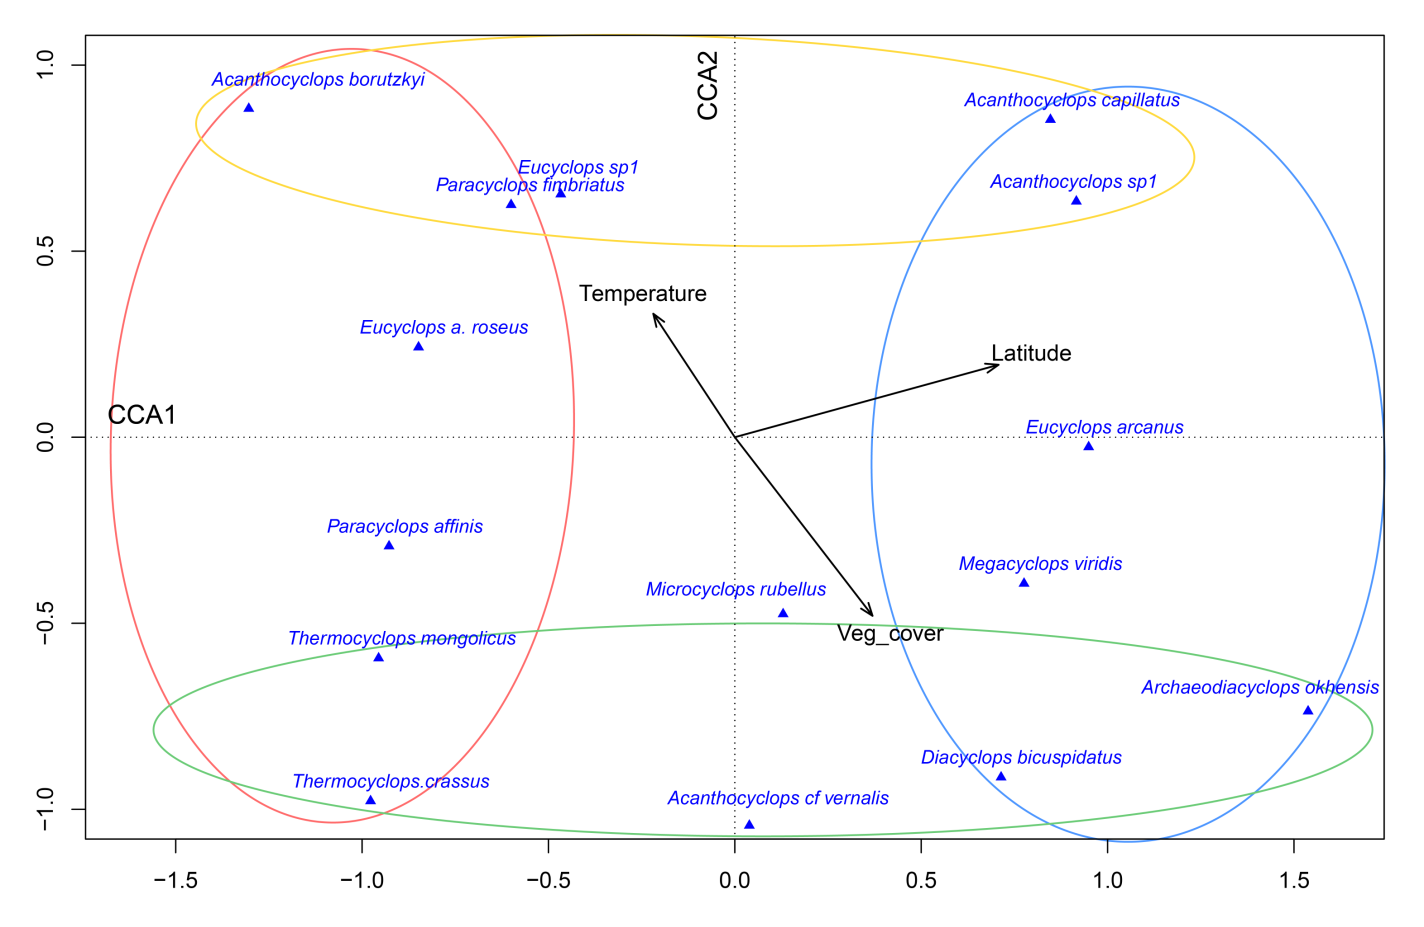 CCA2
Acanthocyclops borutzkyi
Acanthocyclops capillatus
Eucyclops sp1
Paracyclops fimbriatus
Acanthocyclops sp1
Temperature
Eucyclops a. roseus
Latitude
CCA1
Eucyclops arcanus
Paracyclops affinis
Megacyclops viridis
Microcyclops rubellus
Veg_cover
Thermocyclops mongolicus
Archaeodiacyclops okhensis
Diacyclops bicuspidatus
Thermocyclops.crassus
Acanthocyclops cf vernalis
1.0
0.5
0.0
−0.5
−1.0
−1.5 −1.0 −0.5 0.0 0.5 1.0 1.5